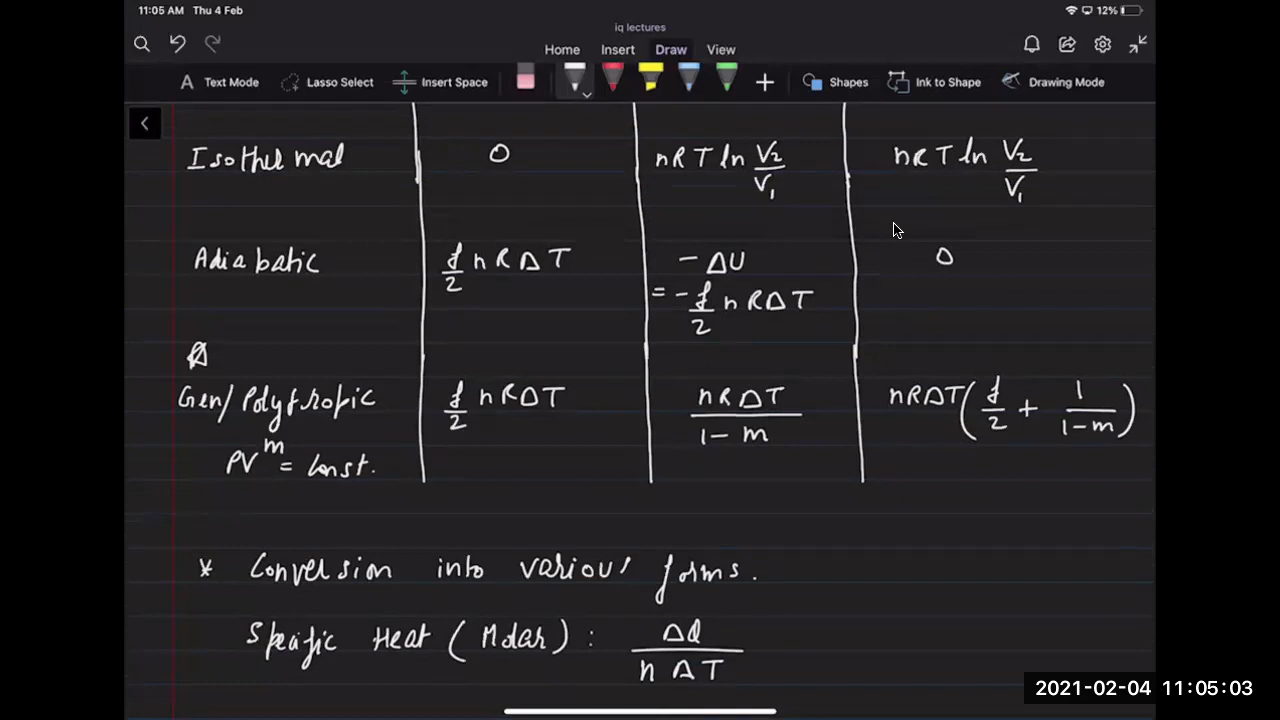 11:05 AM Thu 4 Feb 12%
iq lectures
Home Insert Draw View
Text Mode Lasso Select Insert Space Shapes Ink to Shape Drawing Mode
Isothermal 0 nRT ln V2/V1 nRT ln V2/V1
Adiabatic f/2 nRΔT -ΔU 0
= -f/2 nRΔT
Gen/Polytropic f/2 nRΔT nRΔT/1-m nRΔT(f/2 + 1/1-m)
PV^m = Const.
* Conversion into various forms.
Specific Heat (Molar) : ΔQ/nΔT
2021-02-04 11:05:03